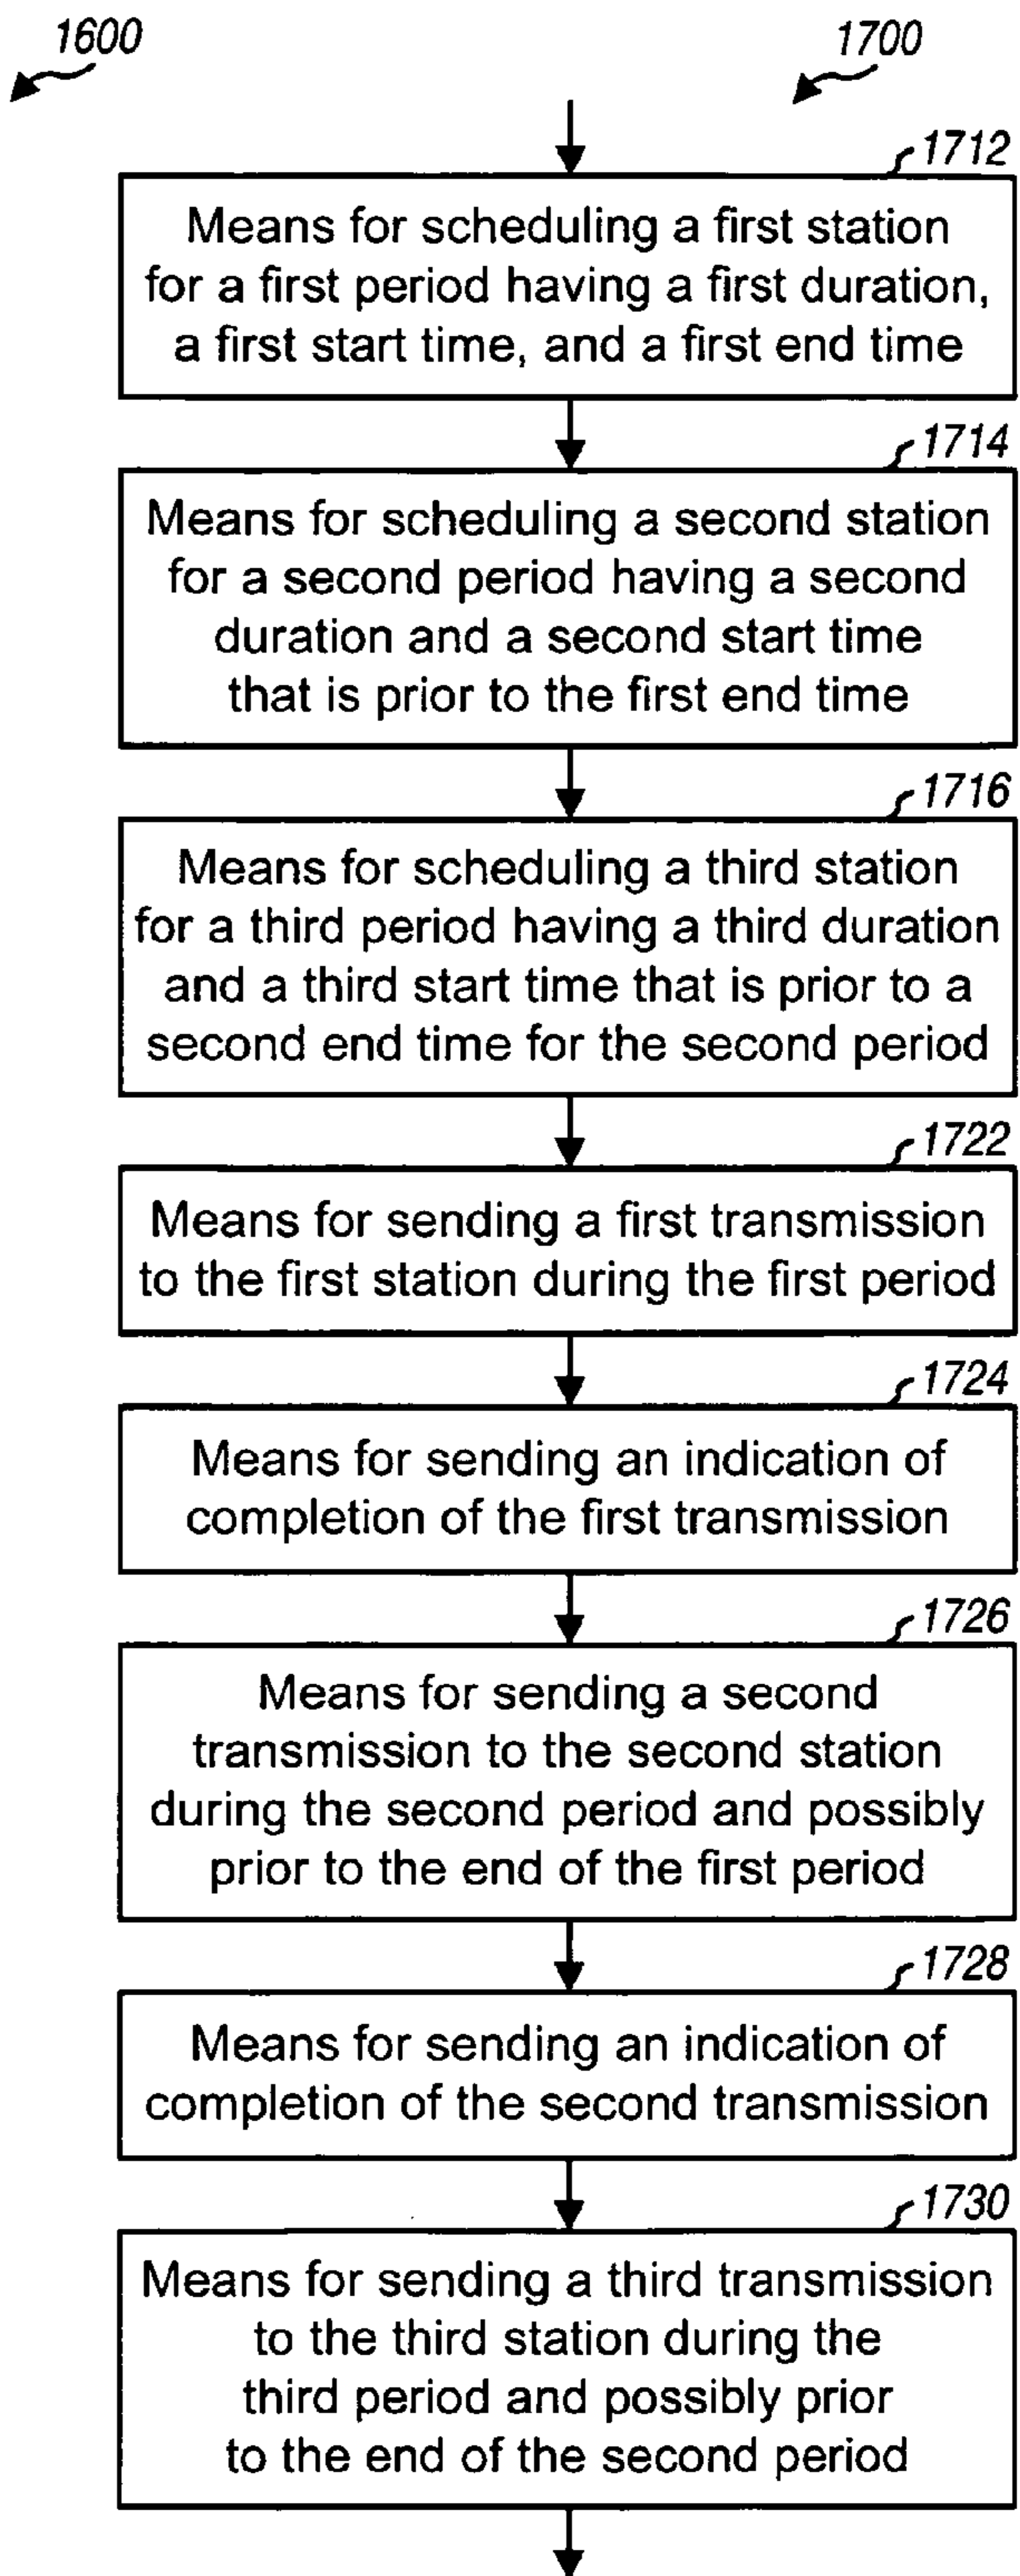 1600
1700
1712
Means for scheduling a first station
for a first period having a first duration,
a first start time, and a first end time
1714
Means for scheduling a second station
for a second period having a second
duration and a second start time
that is prior to the first end time
1716
Means for scheduling a third station
for a third period having a third duration
and a third start time that is prior to a
second end time for the second period
1722
Means for sending a first transmission
to the first station during the first period
1724
Means for sending an indication of
completion of the first transmission
1726
Means for sending a second
transmission to the second station
during the second period and possibly
prior to the end of the first period
1728
Means for sending an indication of
completion of the second transmission
1730
Means for sending a third transmission
to the third station during the
third period and possibly prior
to the end of the second period